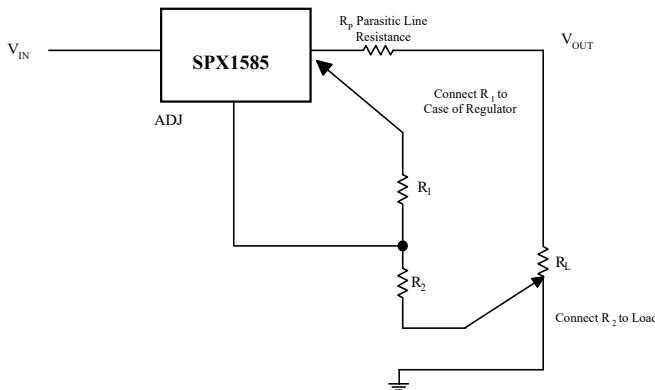 R_P Parasitic Line
Resistance
V_IN
SPX1585
V_OUT
Connect R_1 to
Case of Regulator
ADJ
R_1
R_2
R_L
Connect R_2 to Load